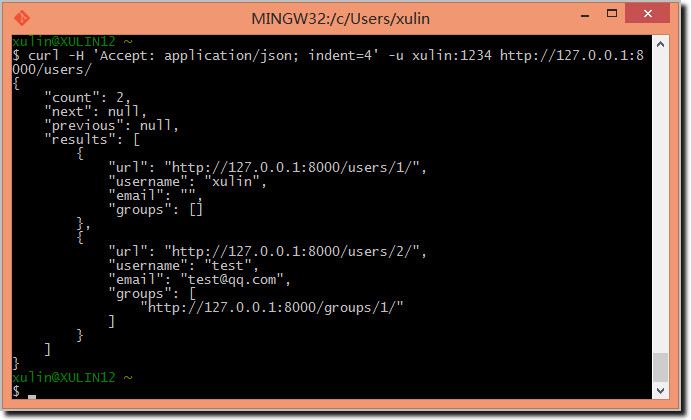 MINGW32:/c/Users/xulin
xulin@XULIN12 ~
$ curl -H 'Accept: application/json; indent=4' -u xulin:1234 http://127.0.0.1:8
000/users/
{
    "count": 2,
    "next": null,
    "previous": null,
    "results": [
        {
            "url": "http://127.0.0.1:8000/users/1/",
            "username": "xulin",
            "email": "",
            "groups": []
        },
        {
            "url": "http://127.0.0.1:8000/users/2/",
            "username": "test",
            "email": "test@qq.com",
            "groups": [
                "http://127.0.0.1:8000/groups/1/"
            ]
        }
    ]
}
xulin@XULIN12 ~
$